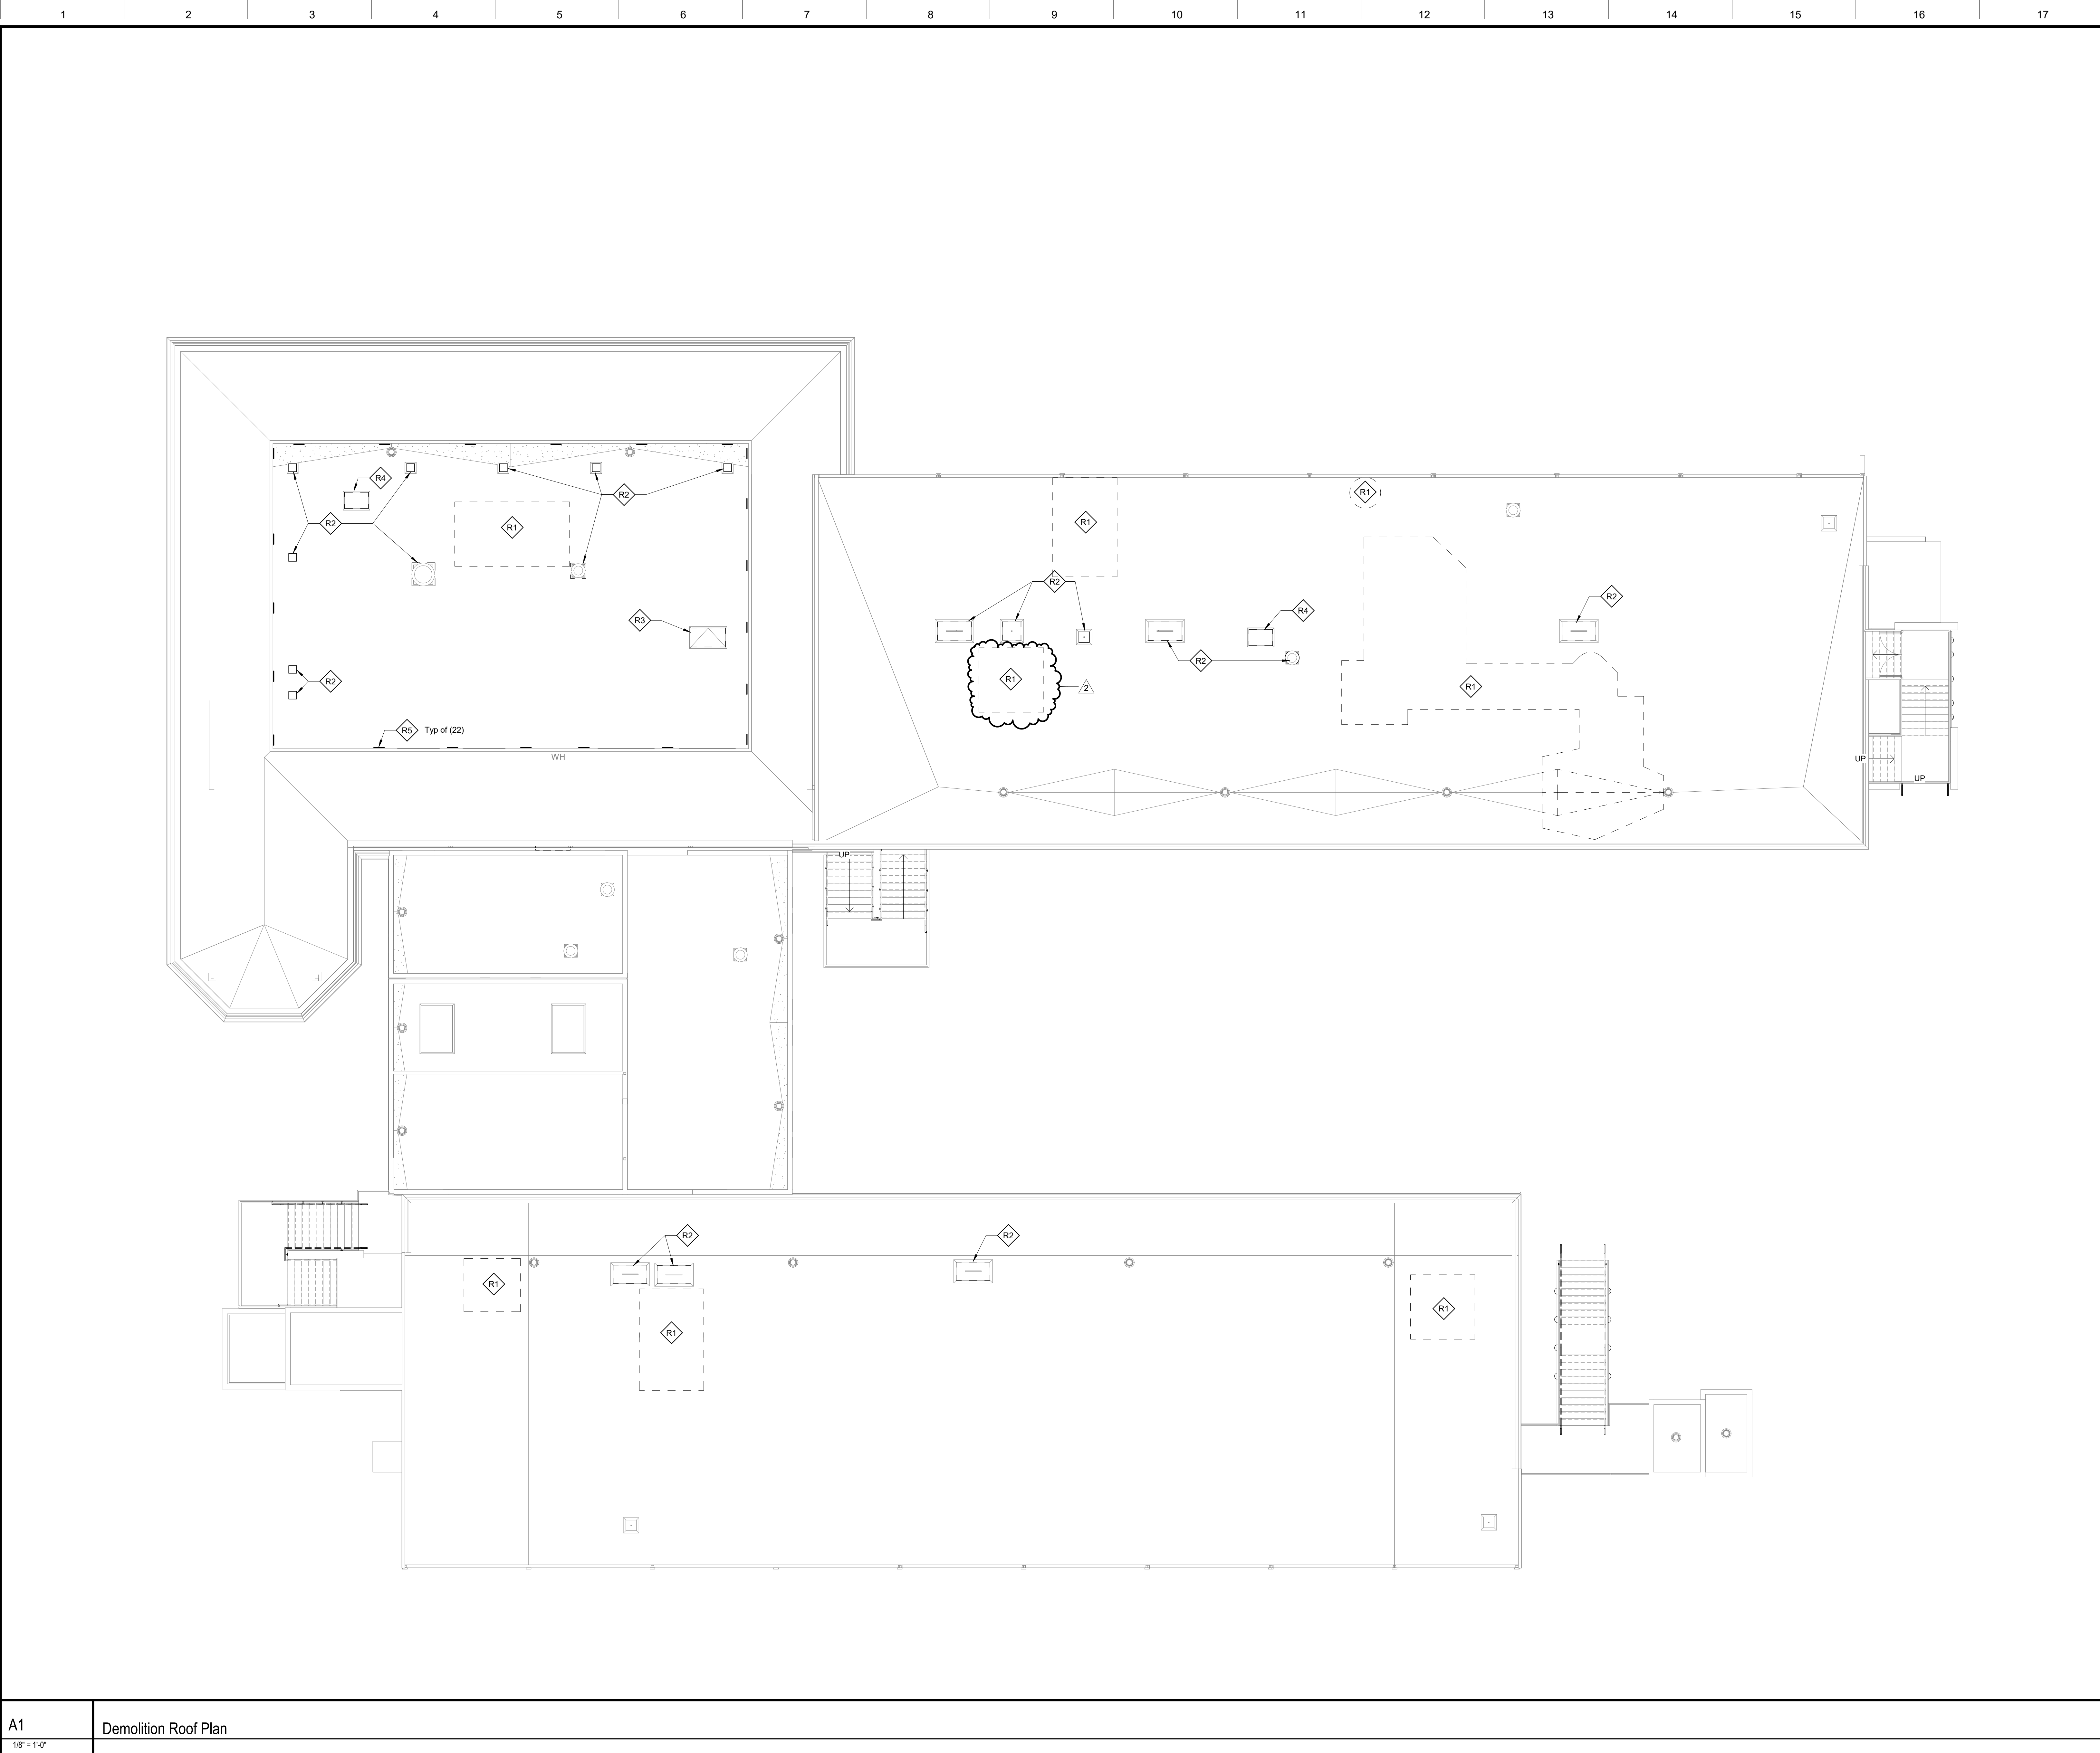 1 2 3 4 5 6 7 8 9 10 11 12 13 14 15 16 17
R4
R1
R2
R1
R2
R1
R2
R2
R4
R2
R3
R2
R1
R2
R1
2
R5 Typ of (22)
WH
UP
UP
UP
R2
R2
R1
R1
R1
A1
Demolition Roof Plan
1/8" = 1'-0"